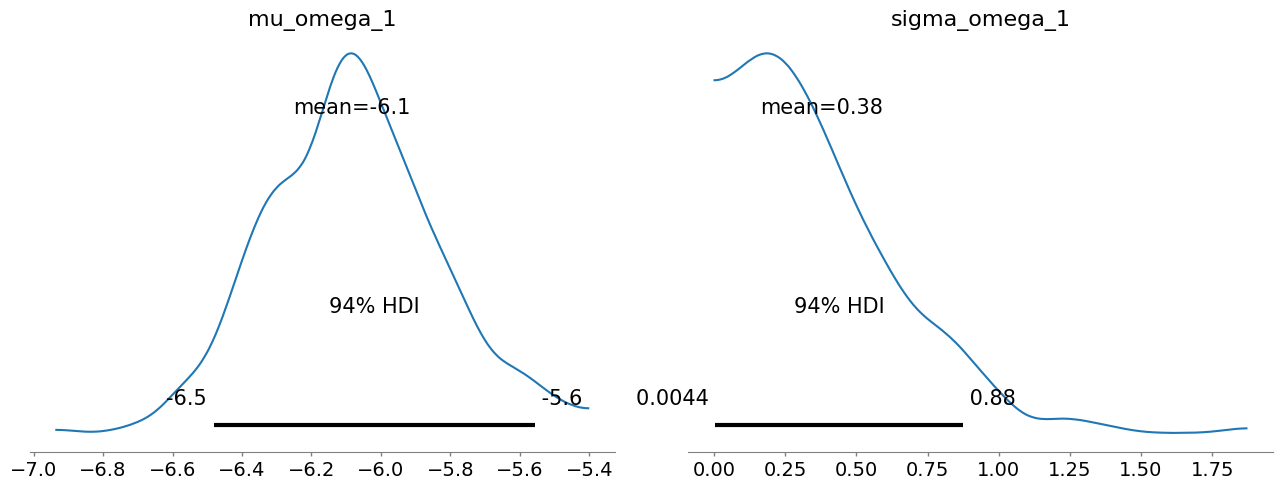 mu_omega_1
mean=-6.1
94% HDI
-6.5
-5.6
−7.0 −6.8 −6.6 −6.4 −6.2 −6.0 −5.8 −5.6 −5.4
sigma_omega_1
mean=0.38
94% HDI
0.0044
0.88
0.00 0.25 0.50 0.75 1.00 1.25 1.50 1.75